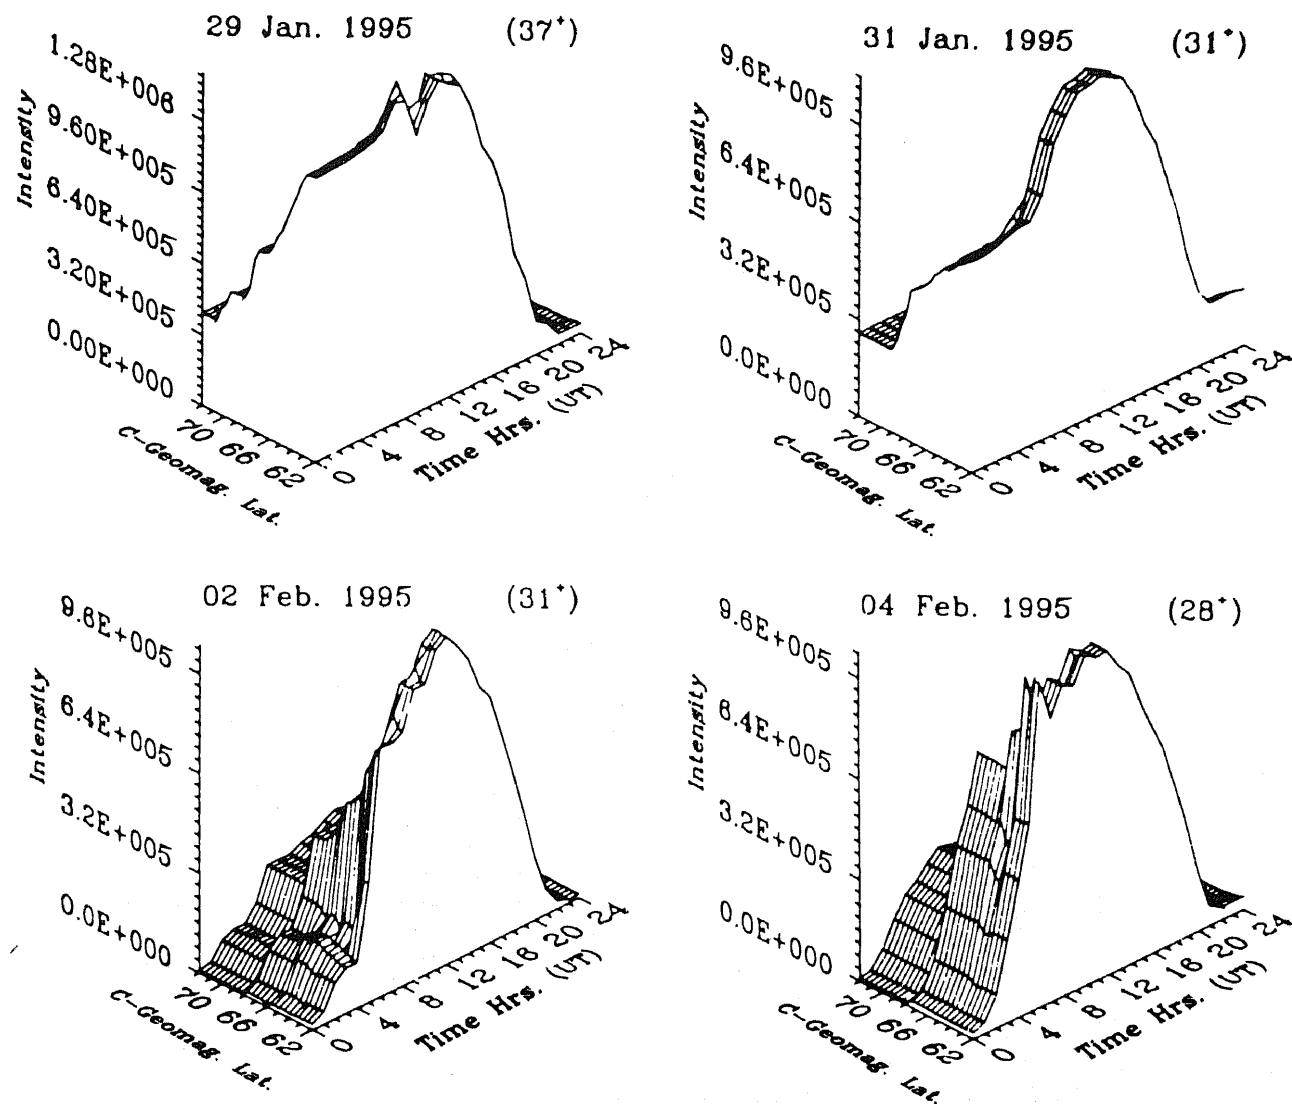 29 Jan. 1995 (37⁺)
1.28E+006
9.60E+005
6.40E+005
3.20E+005
0.00E+000
Intensity
70 66 62
C-Geomag. Lat.
0 4 8 12 16 20 24
Time Hrs. (UT)
31 Jan. 1995 (31⁺)
9.6E+005
6.4E+005
3.2E+005
0.0E+000
Intensity
70 66 62
C-Geomag. Lat.
0 4 8 12 16 20 24
Time Hrs. (UT)
02 Feb. 1995 (31⁺)
9.6E+005
6.4E+005
3.2E+005
0.0E+000
Intensity
70 66 62
C-Geomag. Lat.
0 4 8 12 16 20 24
Time Hrs. (UT)
04 Feb. 1995 (28⁺)
9.6E+005
6.4E+005
3.2E+005
0.0E+000
Intensity
70 66 62
C-Geomag. Lat.
0 4 8 12 16 20 24
Time Hrs. (UT)